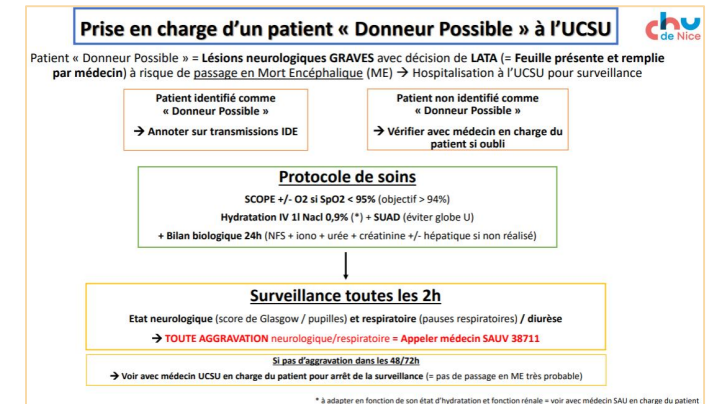 Prise en charge d'un patient « Donneur Possible » à l'UCSU
chu
de Nice
Patient « Donneur Possible » = Lésions neurologiques GRAVES avec décision de LATA (= Feuille présente et remplie
par médecin) à risque de passage en Mort Encéphalique (ME) → Hospitalisation à l'UCSU pour surveillance
Patient identifié comme
« Donneur Possible »
→ Annoter sur transmissions IDE
Patient non identifié comme
« Donneur Possible »
→ Vérifier avec médecin en charge du
patient si oubli
Protocole de soins
SCOPE +/- O2 si SpO2 < 95% (objectif > 94%)
Hydratation IV 1l Nacl 0,9% (*) + SUAD (éviter globe U)
+ Bilan biologique 24h (NFS + iono + urée + créatinine +/- hépatique si non réalisé)
Surveillance toutes les 2h
Etat neurologique (score de Glasgow / pupilles) et respiratoire (pauses respiratoires) / diurèse
→ TOUTE AGGRAVATION neurologique/respiratoire = Appeler médecin SAUV 38711
Si pas d'aggravation dans les 48/72h
→ Voir avec médecin UCSU en charge du patient pour arrêt de la surveillance (= pas de passage en ME très probable)
* à adapter en fonction de son état d'hydratation et fonction rénale = voir avec médecin SAU en charge du patient